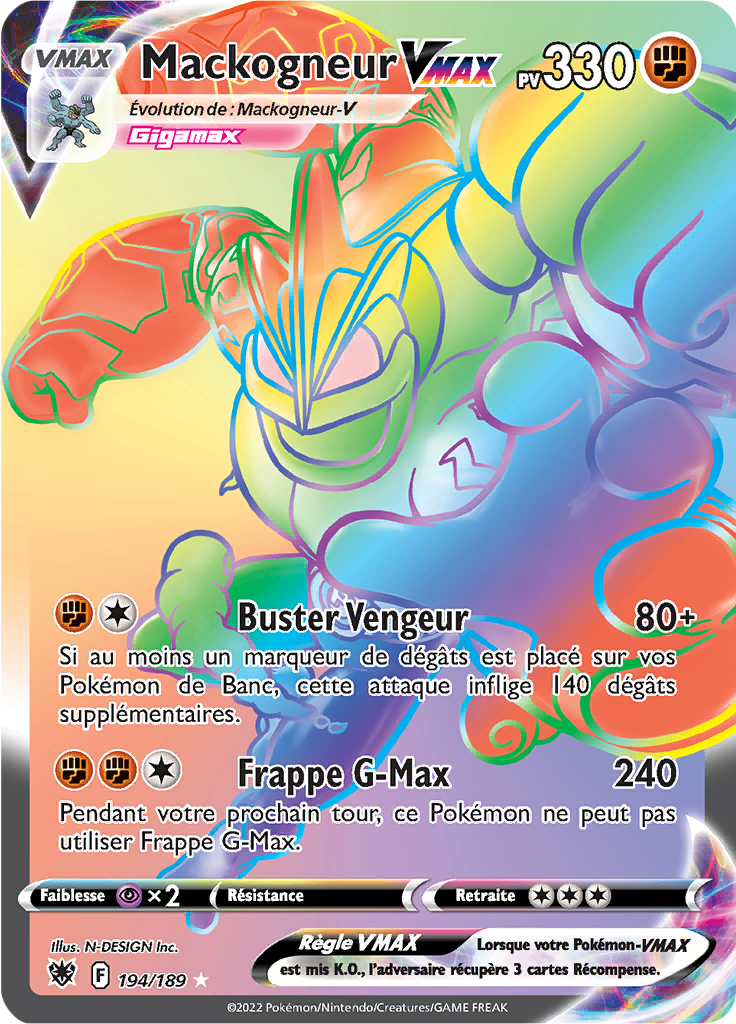 VMAX
Mackogneur VMAX
PV 330
Évolution de : Mackogneur-V
Gigamax
Buster Vengeur 80+
Si au moins un marqueur de dégâts est placé sur vos
Pokémon de Banc, cette attaque inflige 140 dégâts
supplémentaires.
Frappe G-Max 240
Pendant votre prochain tour, ce Pokémon ne peut pas
utiliser Frappe G-Max.
Faiblesse ×2 Résistance Retraite
Illus. N-DESIGN Inc.
F 194/189
Règle VMAX Lorsque votre Pokémon-VMAX
est mis K.O., l'adversaire récupère 3 cartes Récompense.
©2022 Pokémon/Nintendo/Creatures/GAME FREAK